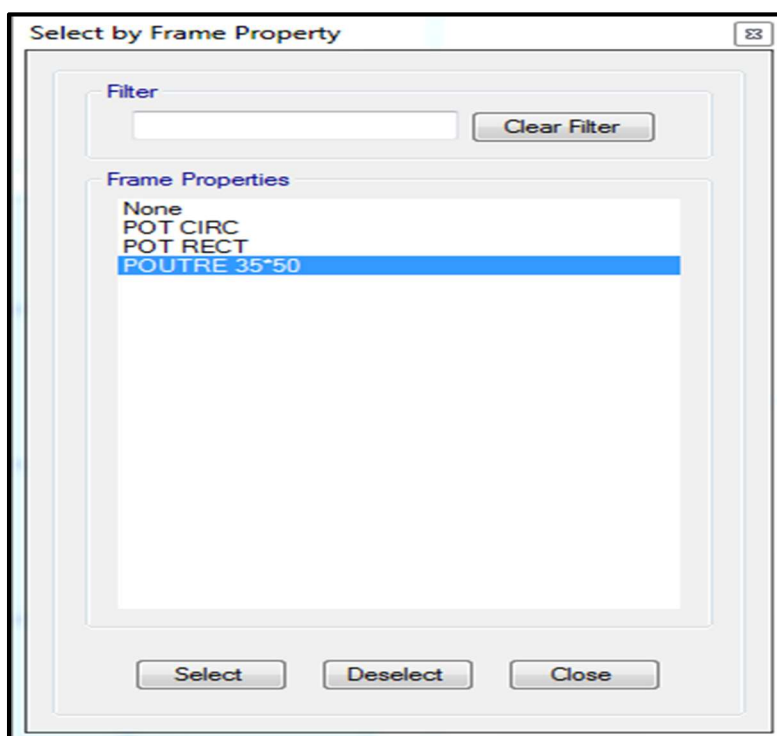 Select by Frame Property
Filter
Clear Filter
Frame Properties
None
POT CIRC
POT RECT
POUTRE 35*50
Select Deselect Close